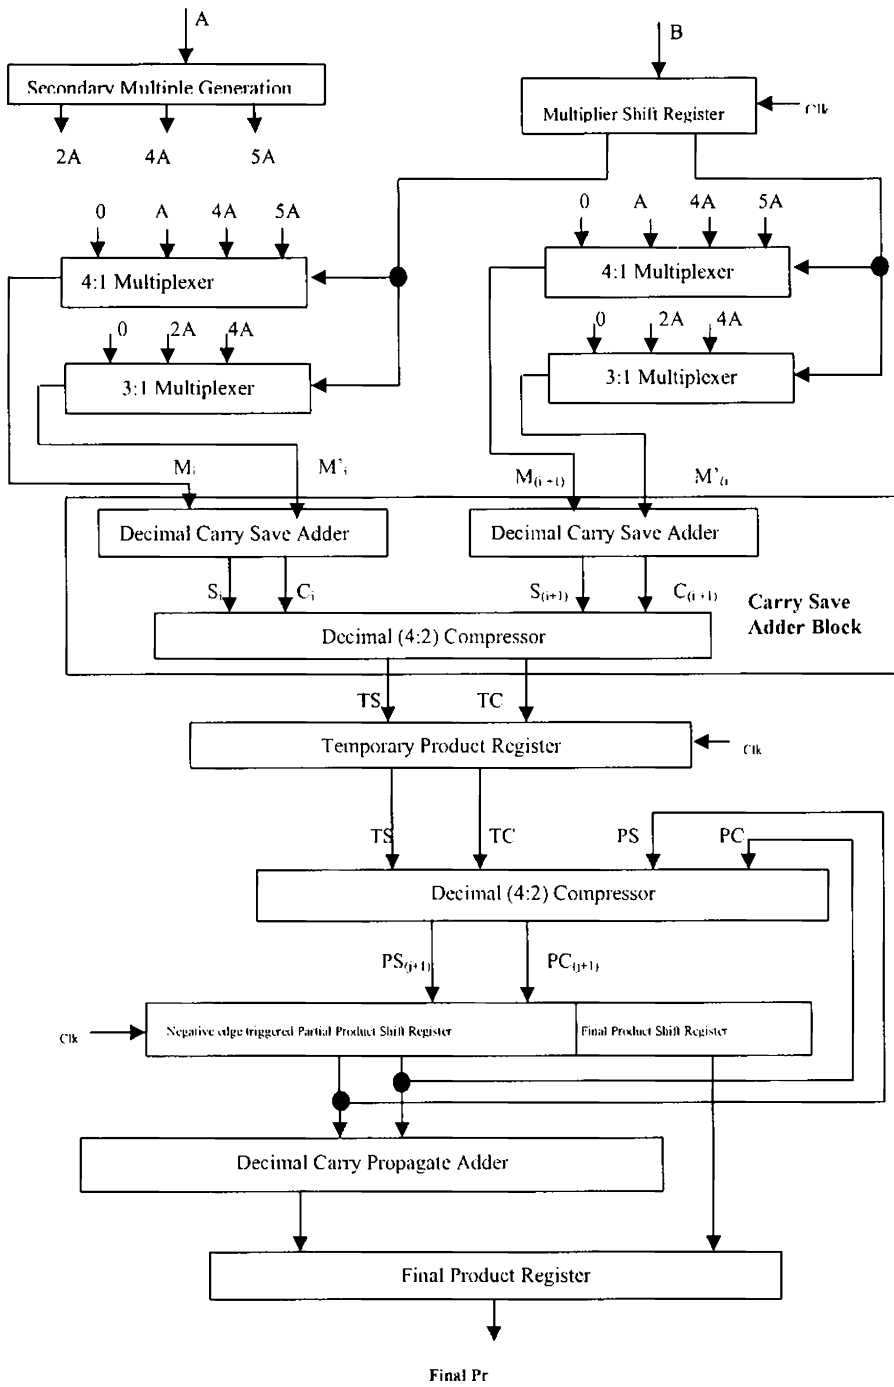 A
B
Secondary Multiple Generation
Multiplier Shift Register
Clk
2A 4A 5A
0 A 4A 5A
0 A 4A 5A
4:1 Multiplexer
4:1 Multiplexer
0 2A 4A
0 2A 4A
3:1 Multiplexer
3:1 Multiplexer
Mi M'i
M(i+1) M'(i
Decimal Carry Save Adder
Decimal Carry Save Adder
Si Ci
S(i+1) C(i+1)
Carry Save
Adder Block
Decimal (4:2) Compressor
TS TC
Temporary Product Register
Clk
TS TC PS PC
Decimal (4:2) Compressor
PS(j+1) PC(j+1)
Clk
Negative edge triggered Partial Product Shift Register
Final Product Shift Register
Decimal Carry Propagate Adder
Final Product Register
Final Pr